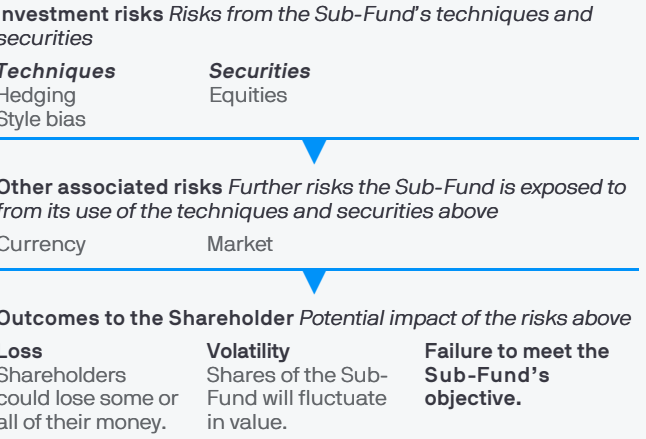 Investment risks Risks from the Sub-Fund's techniques and
securities
Techniques Securities
Hedging Equities
Style bias
Other associated risks Further risks the Sub-Fund is exposed to
from its use of the techniques and securities above
Currency Market
Outcomes to the Shareholder Potential impact of the risks above
Loss Volatility Failure to meet the
Shareholders Shares of the Sub- Sub-Fund's
could lose some or Fund will fluctuate objective.
all of their money. in value.